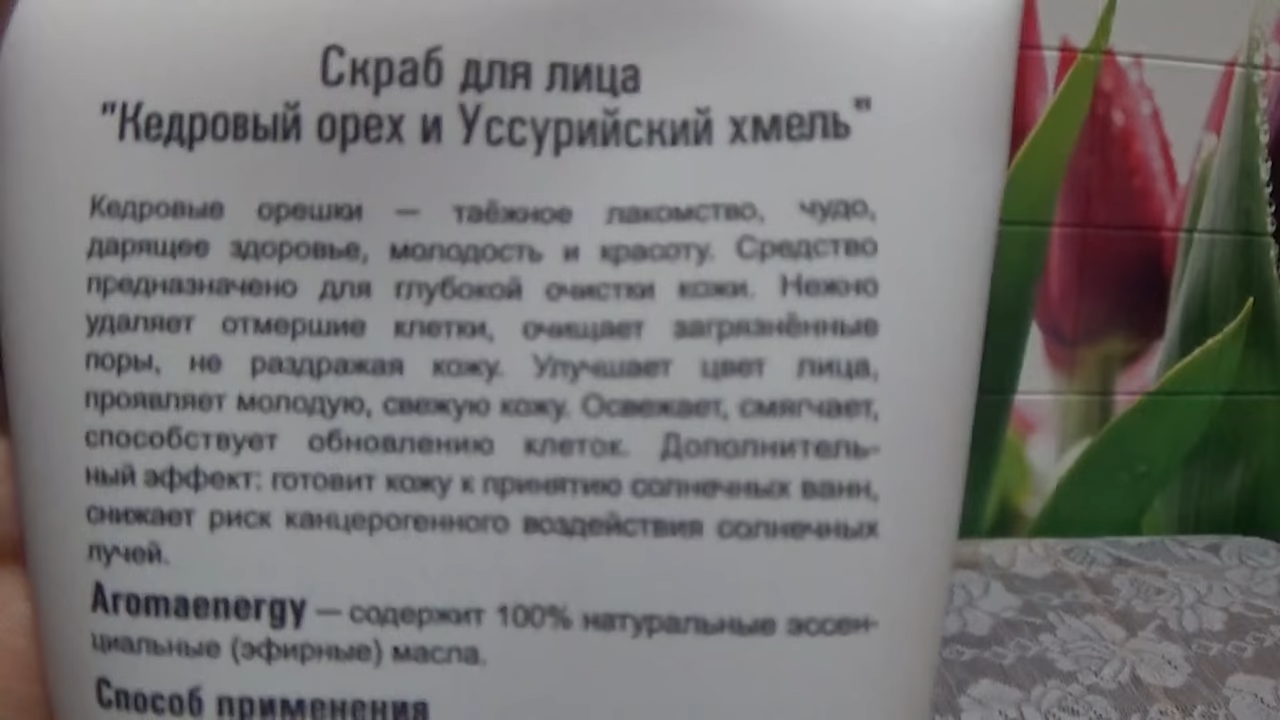 Скраб для лица
"Кедровый орех и Уссурийский хмель"
Кедровые орешки — таёжное лакомство, чудо,
дарящее здоровье, молодость и красоту. Средство
предназначено для глубокой очистки кожи. Нежно
удаляет отмершие клетки, очищает загрязнённые
поры, не раздражая кожу. Улучшает цвет лица,
проявляет молодую, свежую кожу. Освежает, смягчает,
способствует обновлению клеток. Дополнитель-
ный эффект: готовит кожу к принятию солнечных ванн,
снижает риск канцерогенного воздействия солнечных
лучей.
Aromaenergy — содержит 100% натуральные эссен-
циальные (эфирные) масла.
Способ применения